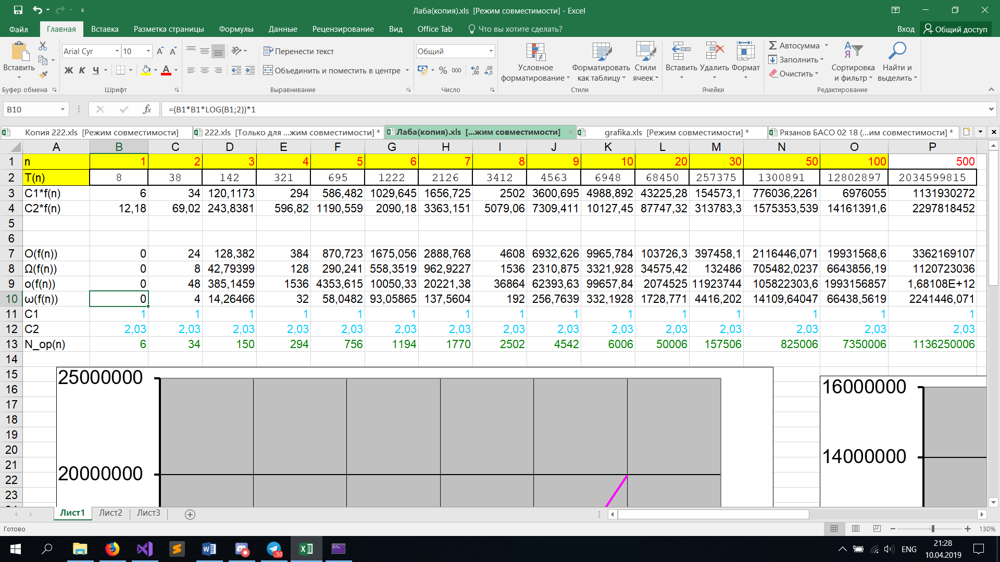 Лаба(копия).xls  [Режим совместимости] - Excel
Файл Главная Вставка Разметка страницы Формулы Данные Рецензирование Вид Office Tab Что вы хотите сделать? Вход Общий доступ
Вставить
Буфер обмена
Arial Cyr 10
Ж К Ч
Шрифт
Перенести текст
Объединить и поместить в центре
Выравнивание
Общий
% 000
Число
Условное форматирование
Форматировать как таблицу
Стили ячеек
Стили
Вставить Удалить Формат
Ячейки
Автосумма
Заполнить
Очистить
Сортировка и фильтр
Найти и выделить
Редактирование
B10 fx =(B1*B1*LOG(B1;2))*1
Копия 222.xls  [Режим совместимости] 222.xls  [Только для ...жим совместимости] * Лаба(копия).xls  [...жим совместимости] grafika.xls  [Режим совместимости] * Рязанов БАСО 02 18 (...им совместимости] *
A B C D E F G H I J K L M N O P
1 n 1 2 3 4 5 6 7 8 9 10 20 30 50 100 500
2 T(n) 8 38 142 321 695 1222 2126 3412 4563 6948 68450 257375 1300891 12802897 2034599815
3 C1*f(n) 6 34 120,1173 294 586,482 1029,645 1656,725 2502 3600,695 4988,892 43225,28 154573,1 776036,2261 6976055 1131930272
4 C2*f(n) 12,18 69,02 243,8381 596,82 1190,559 2090,18 3363,151 5079,06 7309,411 10127,45 87747,32 313783,3 1575353,539 14161391,6 2297818452
5
6
7 O(f(n)) 0 24 128,382 384 870,723 1675,056 2888,768 4608 6932,626 9965,784 103726,3 397458,1 2116446,071 19931568,6 3362169107
8 Ω(f(n)) 0 8 42,79399 128 290,241 558,3519 962,9227 1536 2310,875 3321,928 34575,42 132486 705482,0237 6643856,19 1120723036
9 o(f(n)) 0 48 385,1459 1536 4353,615 10050,33 20221,38 36864 62393,63 99657,84 2074525 11923744 105822303,6 1993156857 1,68108E+12
10 ω(f(n)) 0 4 14,26466 32 58,0482 93,05865 137,5604 192 256,7639 332,1928 1728,771 4416,202 14109,64047 66438,5619 2241446,071
11 C1 1 1 1 1 1 1 1 1 1 1 1 1 1 1 1
12 C2 2,03 2,03 2,03 2,03 2,03 2,03 2,03 2,03 2,03 2,03 2,03 2,03 2,03 2,03 2,03
13 N_op(n) 6 34 150 294 756 1194 1770 2502 4542 6006 50006 157506 825006 7350006 1136250006
14
15 25000000
16 16000000
17
18
19
20
21 14000000
22 20000000
23
Лист1 Лист2 Лист3
Готово 130%
ENG 21:28
10.04.2019